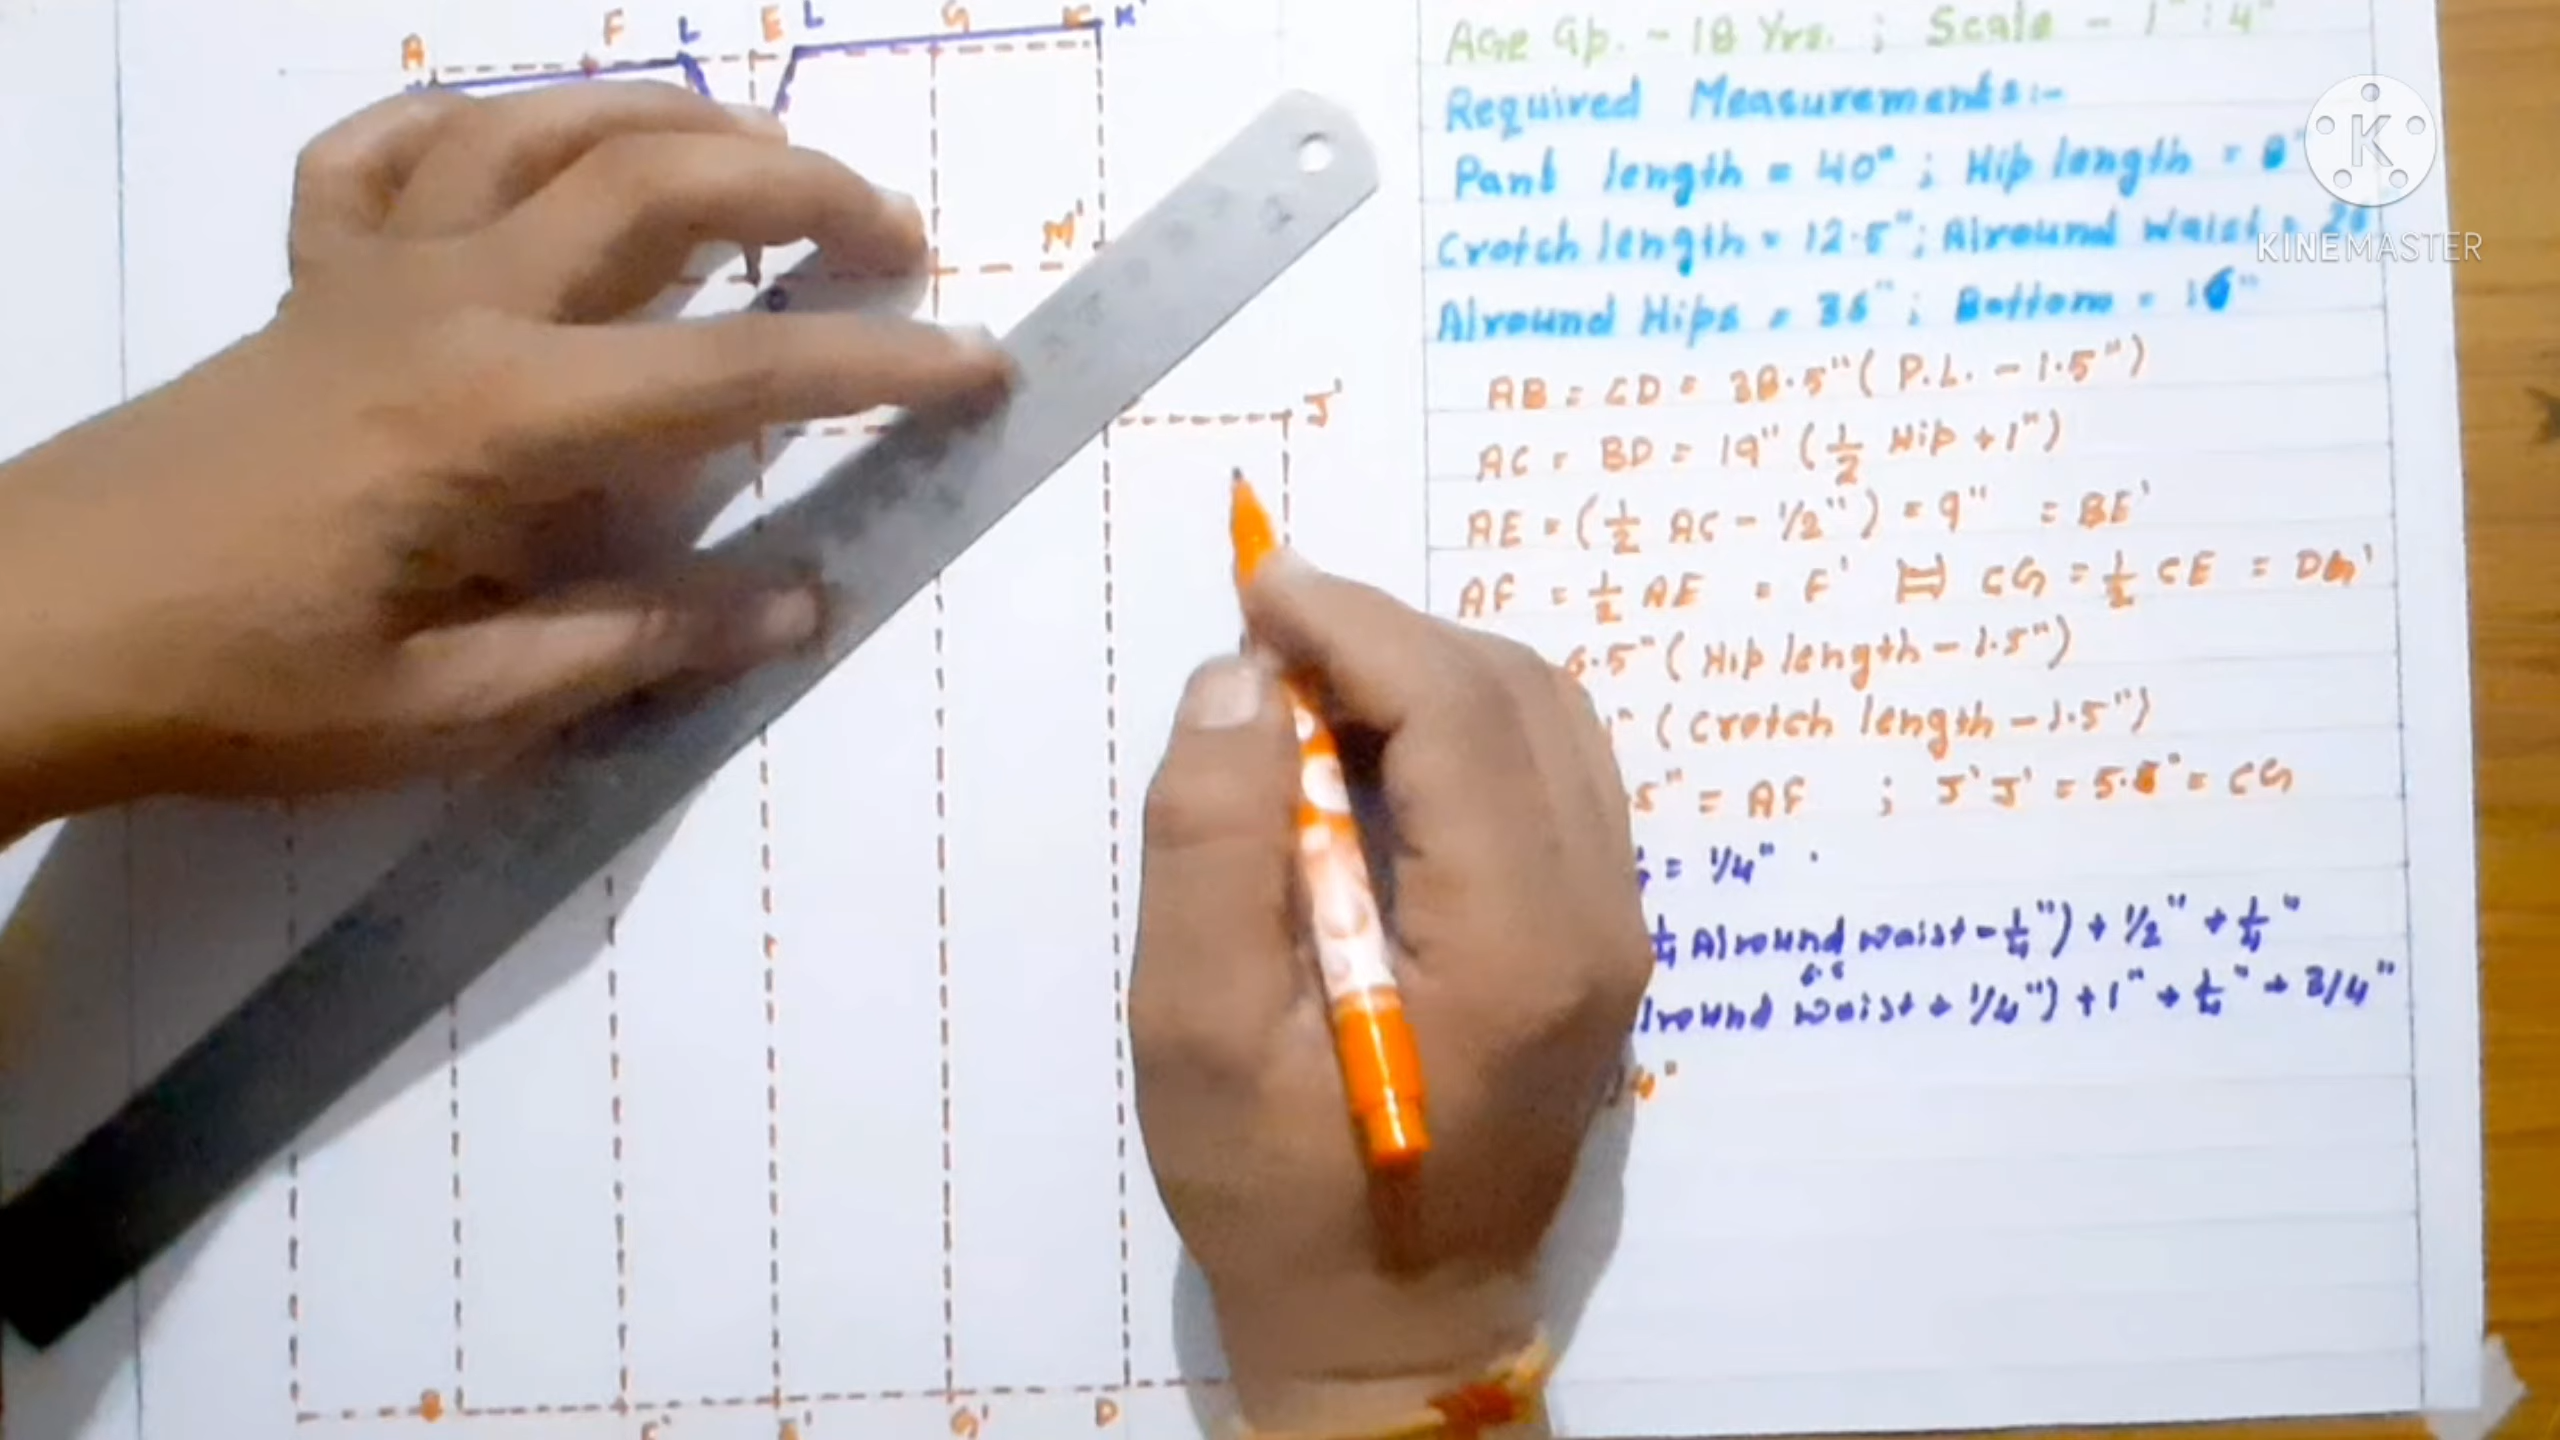 A F L E L G K K'
M'
J'
B F' E' G' D
Age Gp. - 18 Yrs. ; Scale - 1" : 4"
Required Measurements:-
Pant length = 40" ; Hip length = 8"
Crotch length = 12.5" ; Alround Waist =
Alround Hips = 36" ; Bottom = 16"
AB = CD = 38.5" ( P.L. - 1.5" )
AC = BD = 19" ( 1/2 Hip + 1" )
AE = ( 1/2 AC - 1/2" ) = 9" = BE'
AF = 1/2 AE = F' CG = 1/2 CE = DG'
6.5" ( Hip length - 1.5" )
" ( Crotch length - 1.5" )
5" = AF ; J'J' = 5. " = CG
= 1/4"
1/4 Alround waist - 1/4" ) + 1/2" + 1/4"
lround waist + 1/4" ) + 1" + 1/4" + 3/4"
4"
K
KINEMASTER